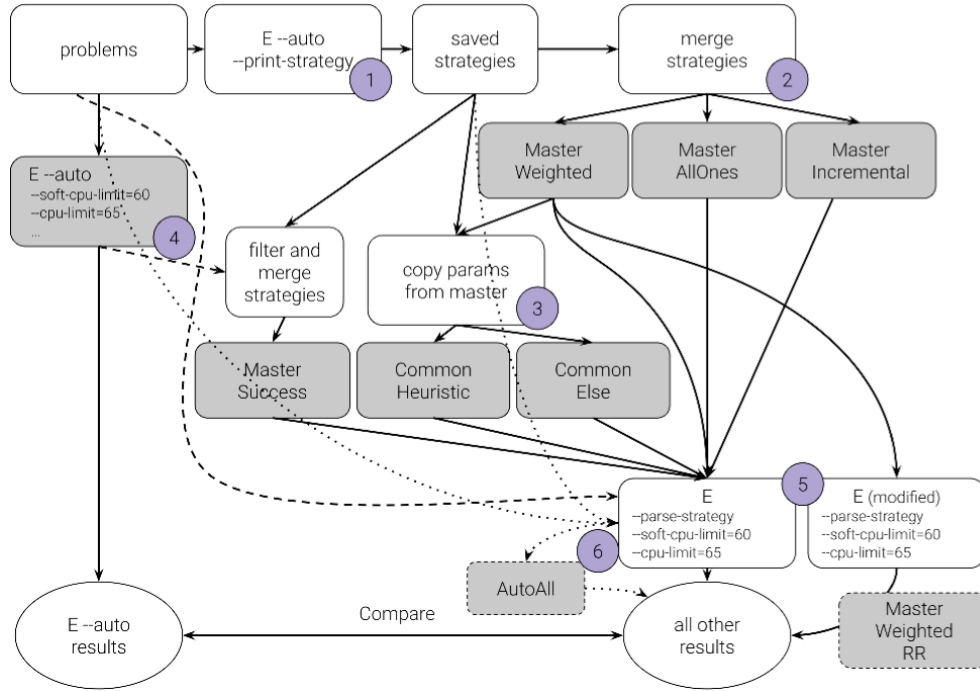 problems
E --auto
--print-strategy
1
saved
strategies
merge
strategies
2
Master
Weighted
Master
AllOnes
Master
Incremental
E --auto
--soft-cpu-limit=60
--cpu-limit=65
...
4
filter and
merge
strategies
copy params
from master
3
Master
Success
Common
Heuristic
Common
Else
5
E
--parse-strategy
--soft-cpu-limit=60
--cpu-limit=65
E (modified)
--parse-strategy
--soft-cpu-limit=60
--cpu-limit=65
6
AutoAll
E --auto
results
Compare
all other
results
Master
Weighted
RR